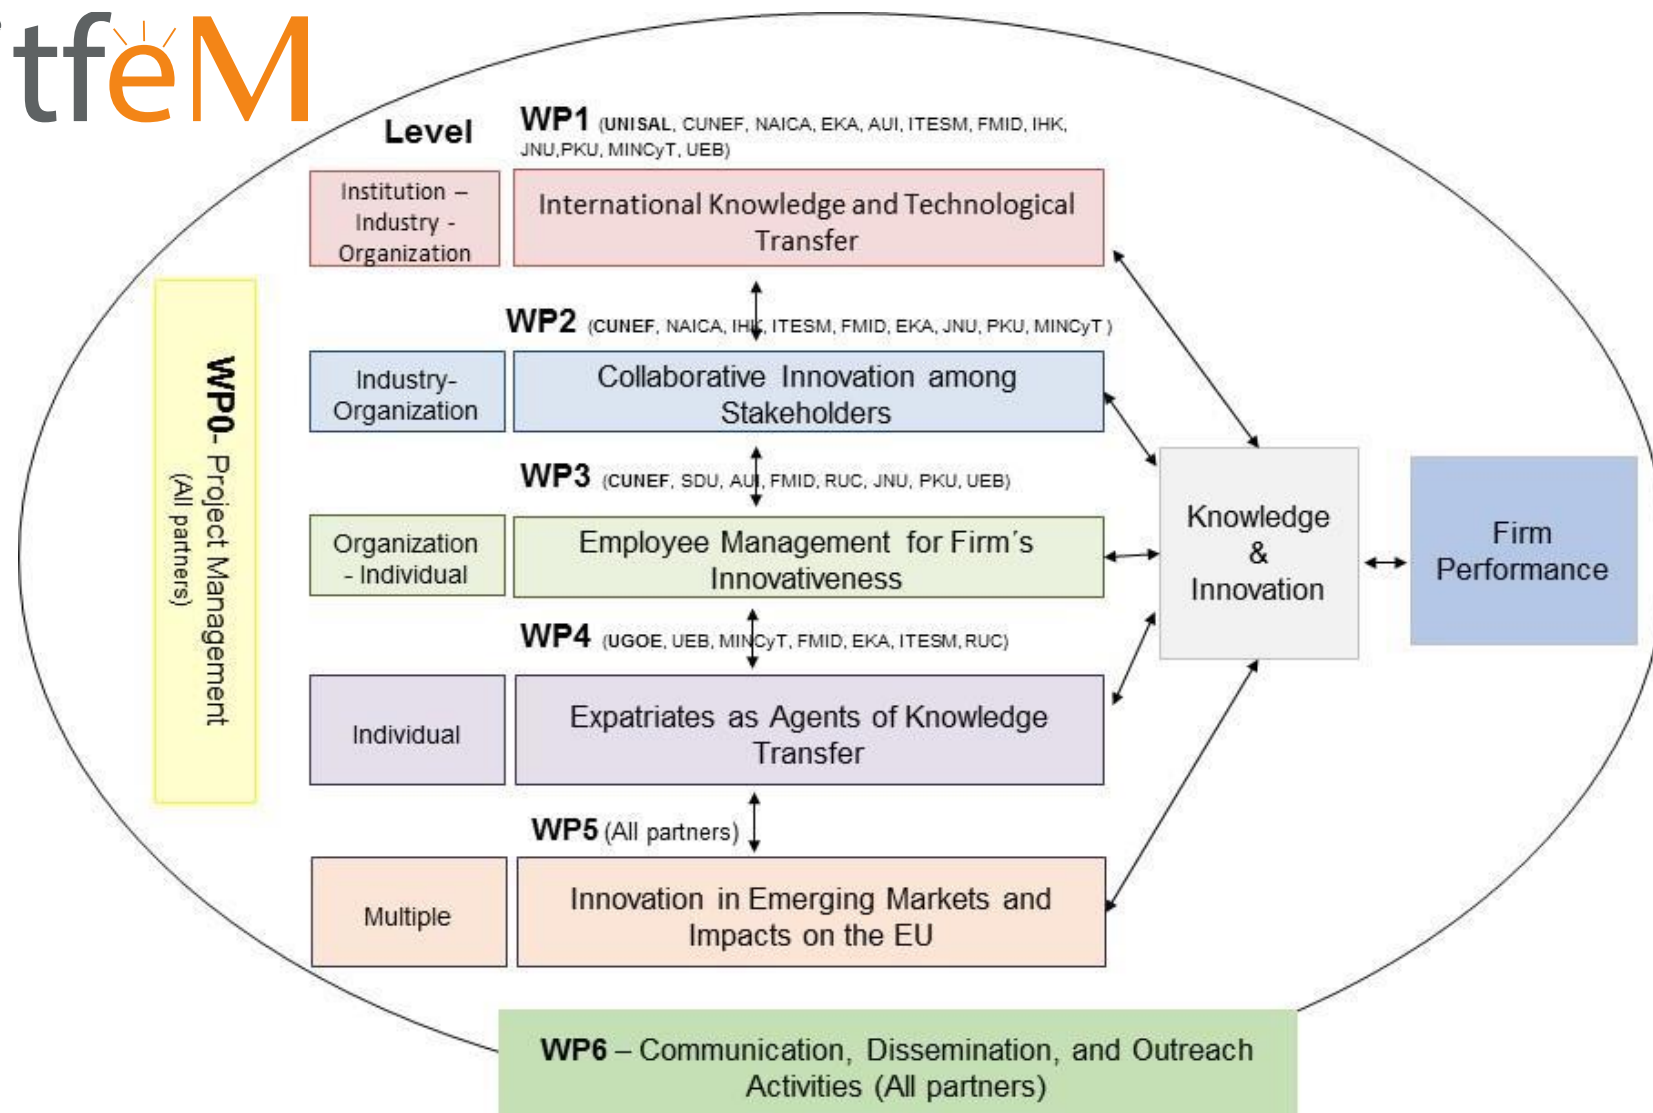 itfeM
Level
WP1 (UNISAL, CUNEF, NAICA, EKA, AUI, ITESM, FMID, IHK,
JNU,PKU, MINCyT, UEB)
Institution –
Industry -
Organization
International Knowledge and Technological
Transfer
WP2 (CUNEF, NAICA, IHK, ITESM, FMID, EKA, JNU, PKU, MINCyT )
Industry-
Organization
Collaborative Innovation among
Stakeholders
WP3 (CUNEF, SDU, AUI, FMID, RUC, JNU, PKU, UEB)
Organization
- Individual
Employee Management for Firm´s
Innovativeness
WP4 (UGOE, UEB, MINCyT, FMID, EKA, ITESM, RUC)
Individual
Expatriates as Agents of Knowledge
Transfer
WP5 (All partners)
Multiple
Innovation in Emerging Markets and
Impacts on the EU
WP0- Project Management
(All partners)
Knowledge
&
Innovation
Firm
Performance
WP6 – Communication, Dissemination, and Outreach
Activities (All partners)